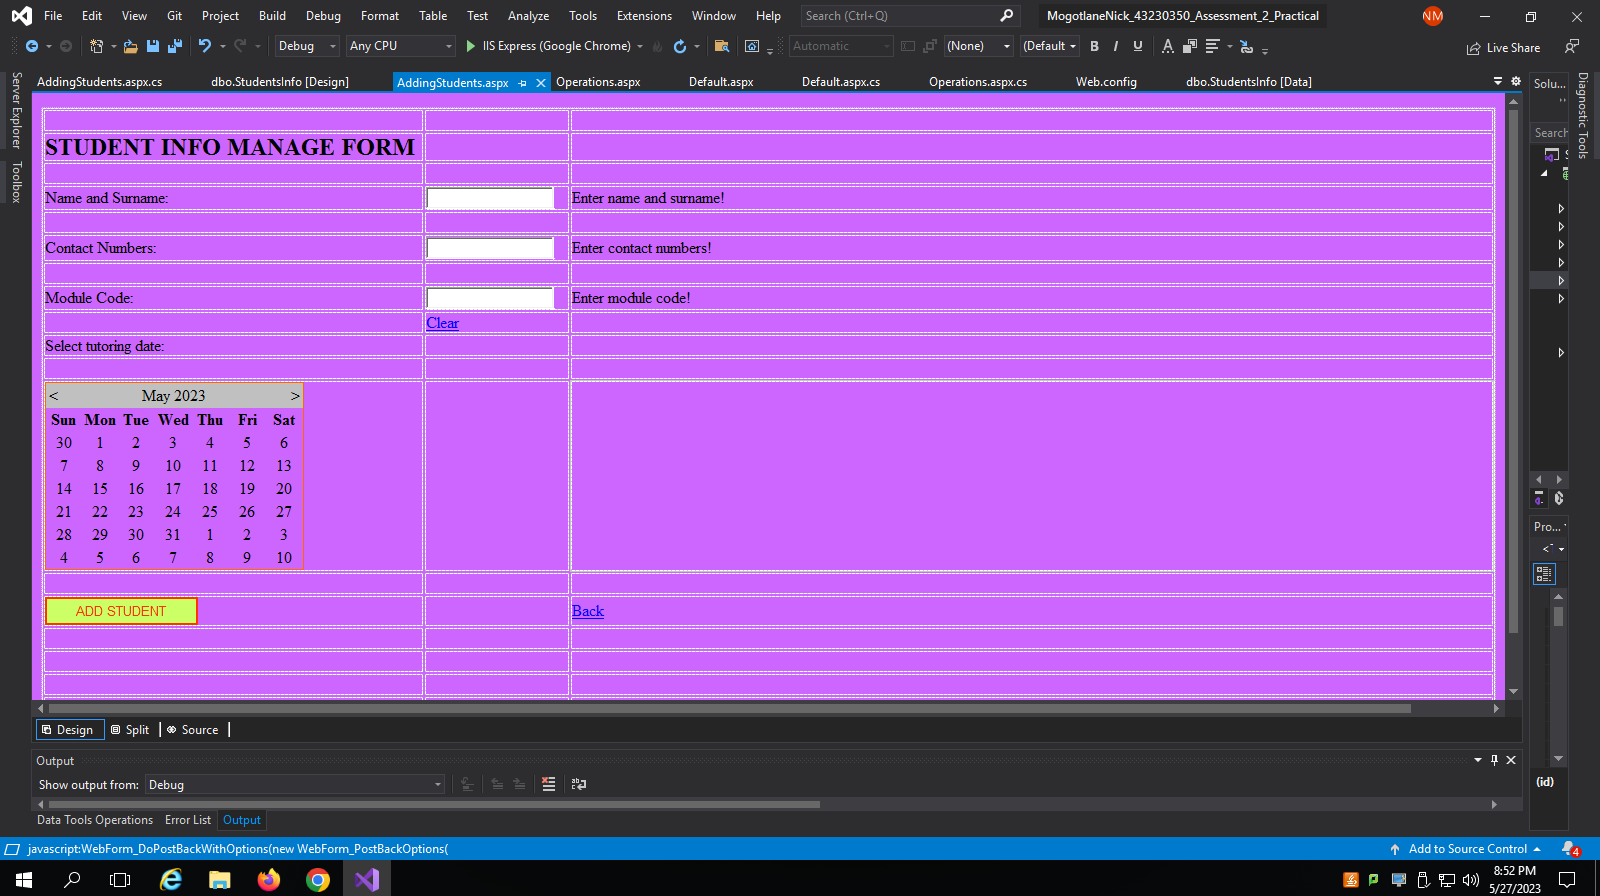 File Edit View Git Project Build Debug Format Table Test Analyze Tools Extensions Window Help Search (Ctrl+Q) MogotlaneNick_43230350_Assessment_2_Practical NM
Debug Any CPU IIS Express (Google Chrome) Automatic (None) (Default B I U A Live Share
AddingStudents.aspx.cs dbo.StudentsInfo [Design] AddingStudents.aspx Operations.aspx Default.aspx Default.aspx.cs Operations.aspx.cs Web.config dbo.StudentsInfo [Data]
Server Explorer
Toolbox
Solu...
Search
Diagnostic Tools
STUDENT INFO MANAGE FORM
Name and Surname: Enter name and surname!
Contact Numbers: Enter contact numbers!
Module Code: Enter module code!
Clear
Select tutoring date:
< May 2023 >
Sun Mon Tue Wed Thu Fri Sat
30 1 2 3 4 5 6
7 8 9 10 11 12 13
14 15 16 17 18 19 20
21 22 23 24 25 26 27
28 29 30 31 1 2 3
4 5 6 7 8 9 10
ADD STUDENT Back
Pro...
(id)
Design Split Source
Output
Show output from: Debug
Data Tools Operations Error List Output
javascript:WebForm_DoPostBackWithOptions(new WebForm_PostBackOptions( Add to Source Control 4
8:52 PM
5/27/2023